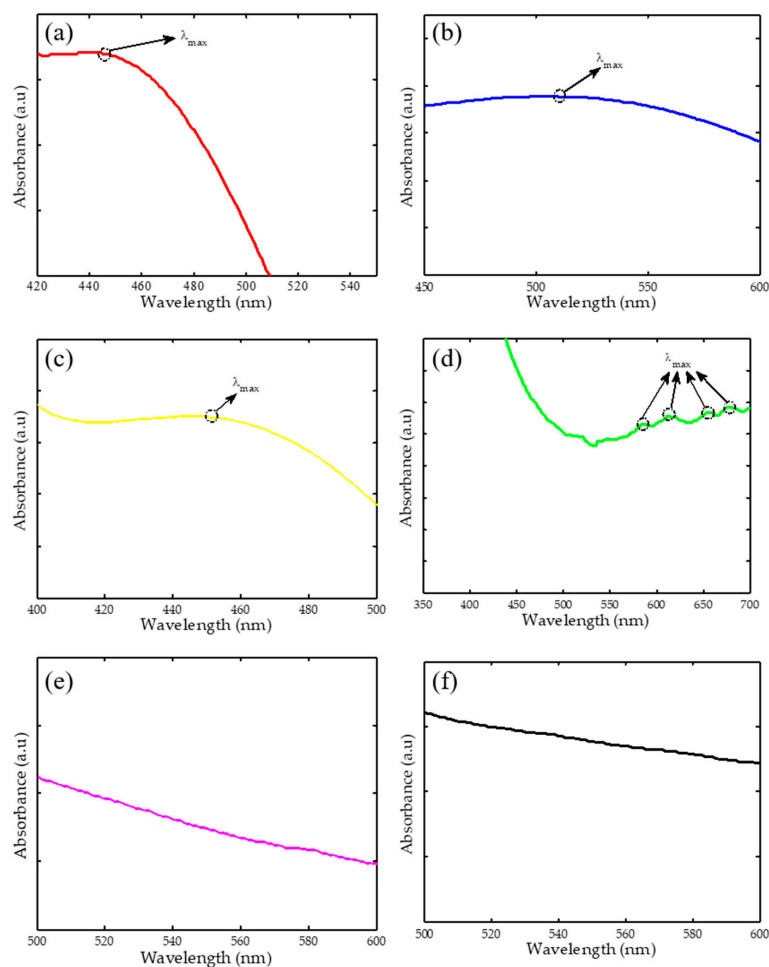 (a)
λmax
Absorbance (a.u)
420 440 460 480 500 520 540
Wavelength (nm)
(b)
λmax
Absorbance (a.u)
450 500 550 600
Wavelength (nm)
(c)
λmax
Absorbance (a.u)
400 420 440 460 480 500
Wavelength (nm)
(d)
λmax
Absorbance (a.u)
350 400 450 500 550 600 650 700
Wavelength (nm)
(e)
Absorbance (a.u)
500 520 540 560 580 600
Wavelength (nm)
(f)
Absorbance (a.u)
500 520 540 560 580 600
Wavelength (nm)